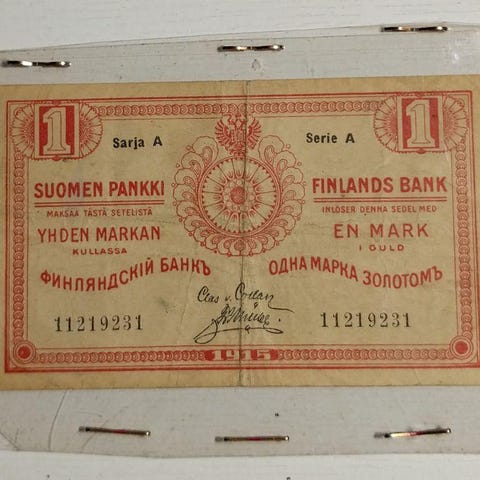 1
1
Sarja A
Serie A
SUOMEN PANKKI
MAKSAA TÄSTÄ SETELISTÄ
YHDEN MARKAN
KULLASSA
ФИНЛЯНДСКІЙ БАНКЪ
FINLANDS BANK
INLÖSER DENNA SEDEL MED
EN MARK
I GULD
ОДНА МАРКА ЗОЛОТОМЪ
11219231
11219231
1915